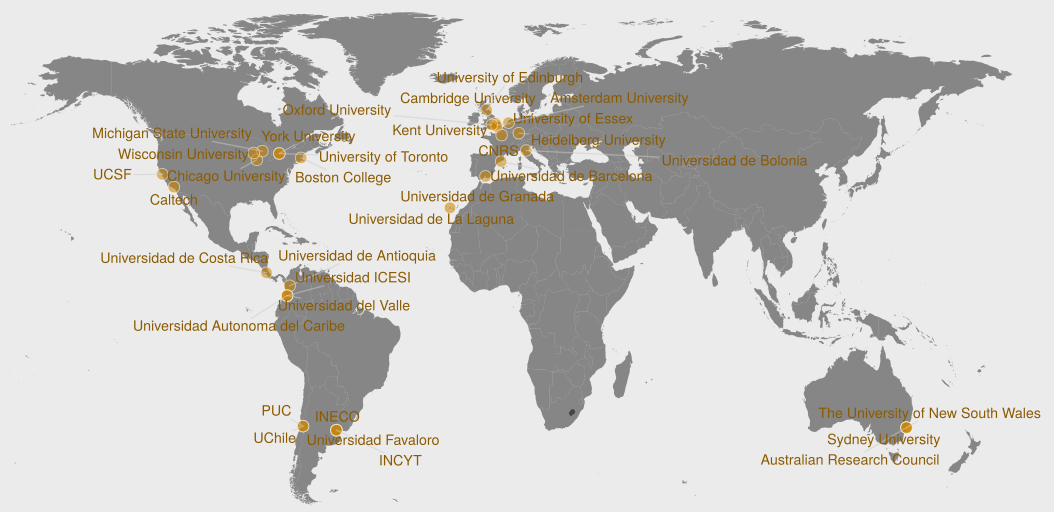 University of Edinburgh
Cambridge University
Amsterdam University
Oxford University
University of Essex
Kent University
Michigan State University
York University
Heidelberg University
CNRS
Wisconsin University
University of Toronto
Universidad de Bolonia
UCSF
Chicago University
Boston College
Universidad de Barcelona
Caltech
Universidad de Granada
Universidad de La Laguna
Universidad de Costa Rica
Universidad de Antioquia
Universidad ICESI
Universidad del Valle
Universidad Autonoma del Caribe
PUC
INECO
The University of New South Wales
UChile
Universidad Favaloro
Sydney University
INCYT
Australian Research Council